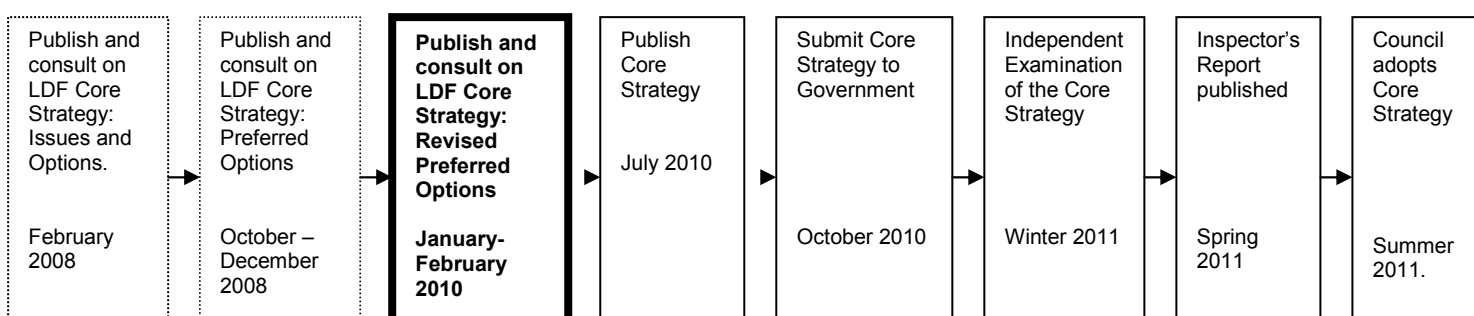 Publish and
consult on
LDF Core
Strategy:
Issues and
Options.
February
2008
Publish and
consult on
LDF Core
Strategy:
Preferred
Options
October –
December
2008
Publish and
consult on
LDF Core
Strategy:
Revised
Preferred
Options
January-
February
2010
Publish
Core
Strategy
July 2010
Submit Core
Strategy to
Government
October 2010
Independent
Examination
of the Core
Strategy
Winter 2011
Inspector’s
Report
published
Spring
2011
Council
adopts
Core
Strategy
Summer
2011.